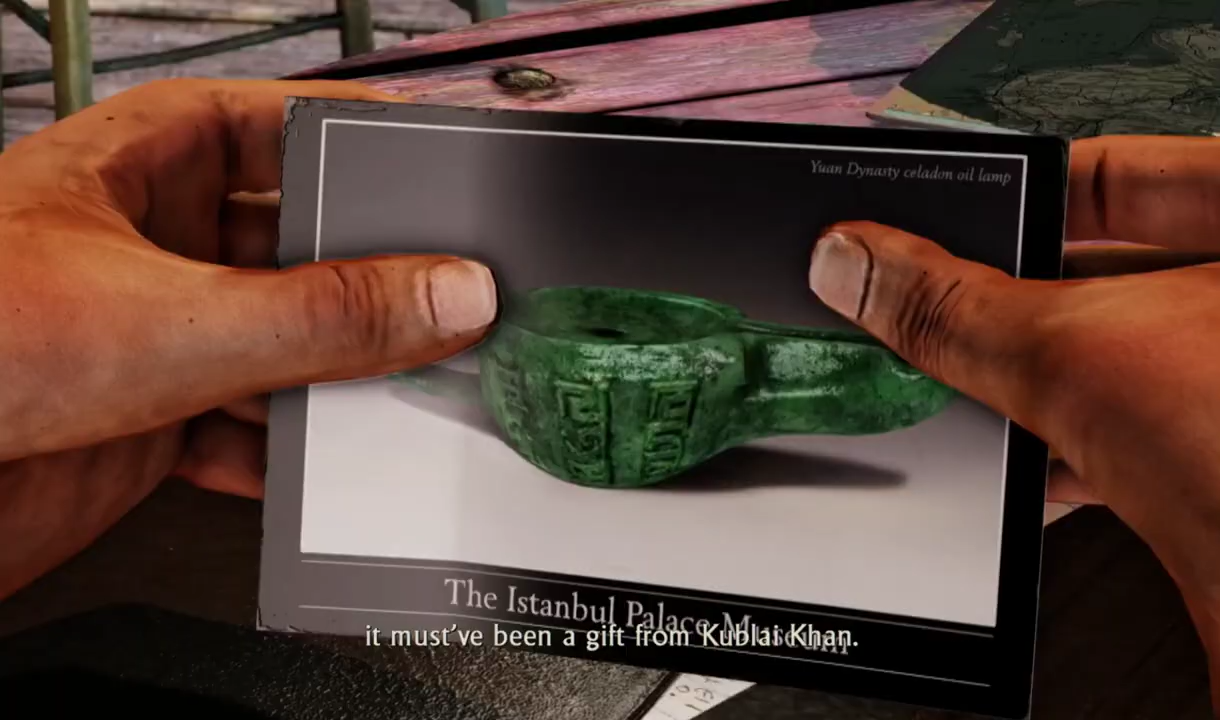 Yuan Dynasty celadon oil lamp
The Istanbul Palace Museum
it must've been a gift from Kublai Khan.